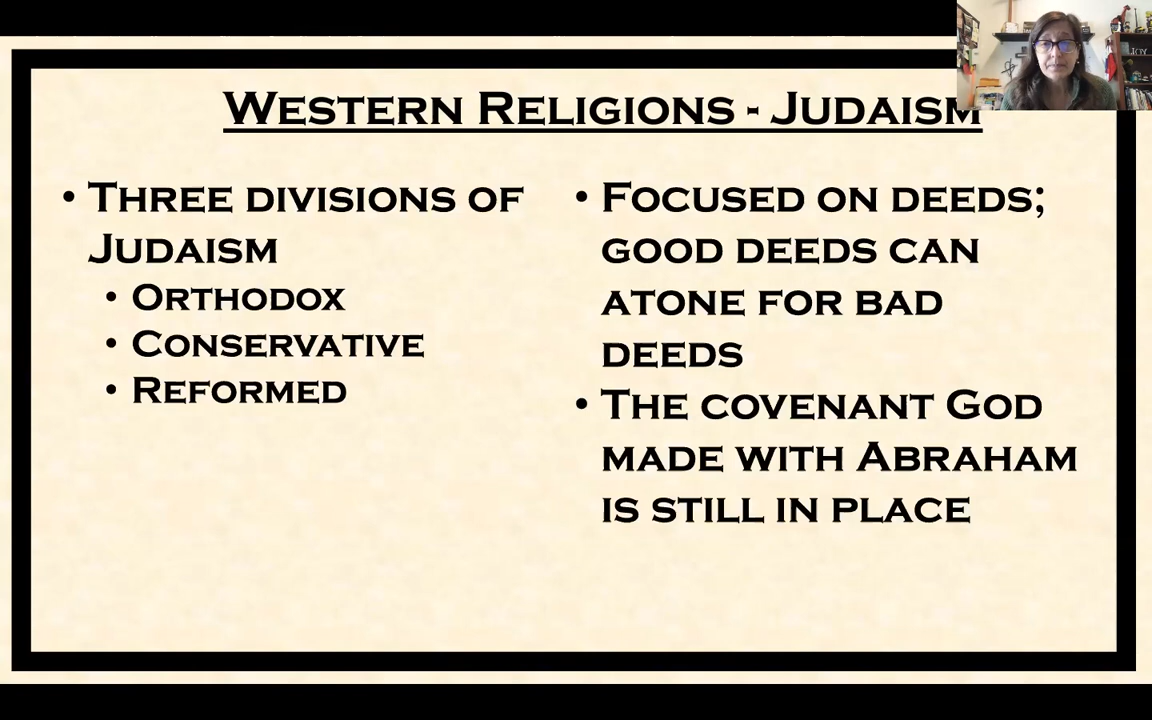 Western Religions - Judaism
• Three divisions of
Judaism
• Orthodox
• Conservative
• Reformed
• Focused on deeds;
good deeds can
atone for bad
deeds
• The covenant God
made with Abraham
is still in place
JOY